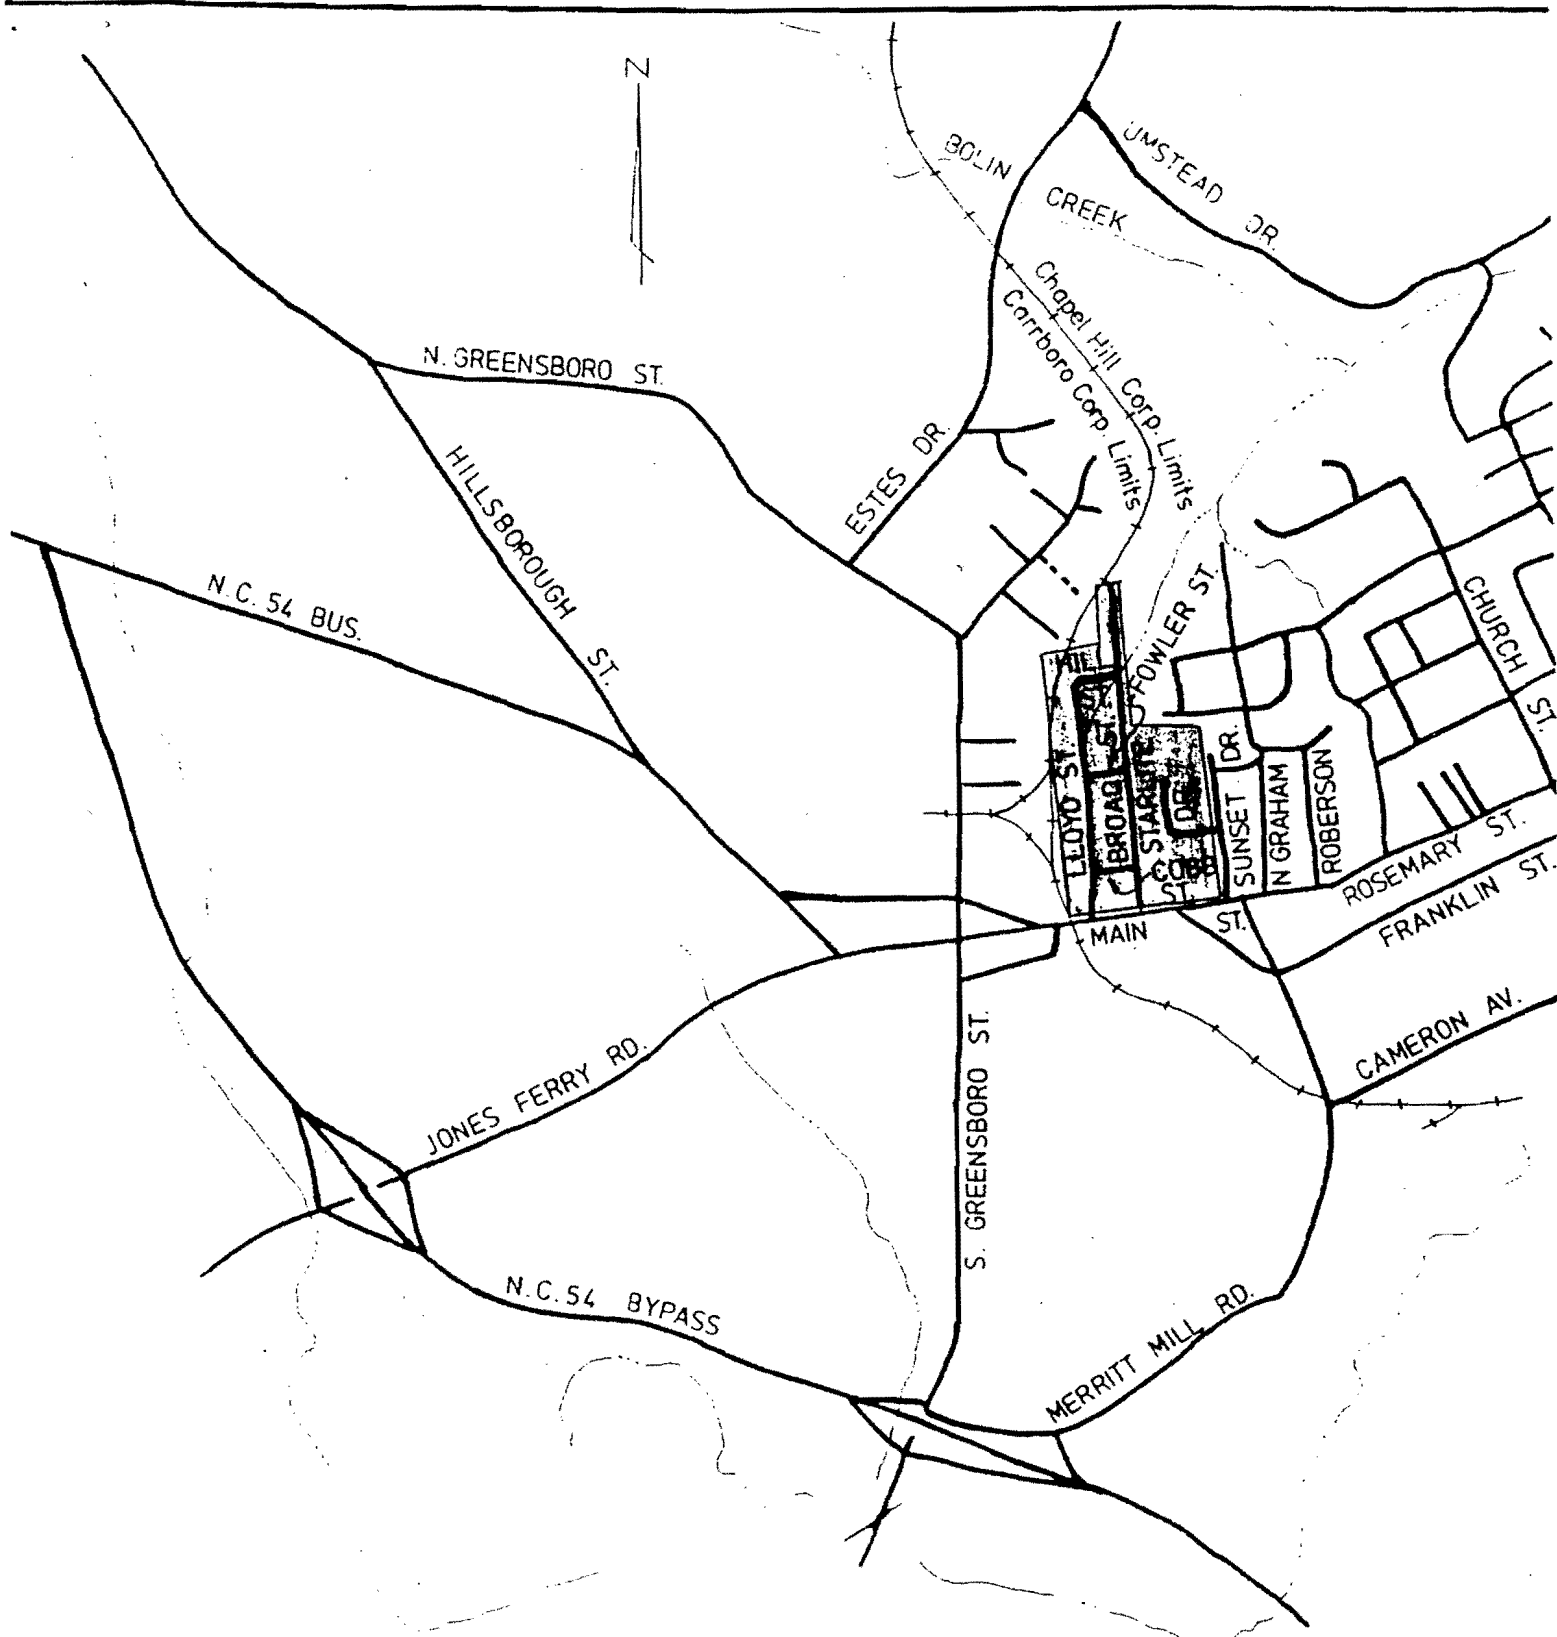 N
BOLIN
CREEK
UMSTEAD DR.
Chapel Hill Corp. Limits
Carrboro Corp. Limits
N. GREENSBORO ST.
ESTES DR.
HILLSBOROUGH ST.
N.C. 54 BUS.
FOWLER ST.
CHURCH ST.
LLOYD ST.
BROAD ST.
STARLITE DR.
COBB ST.
SUNSET DR.
N GRAHAM
ROBERSON
ROSEMARY ST.
FRANKLIN ST.
MAIN ST.
CAMERON AV.
JONES FERRY RD.
S. GREENSBORO ST.
N.C. 54 BYPASS
MERRITT MILL RD.